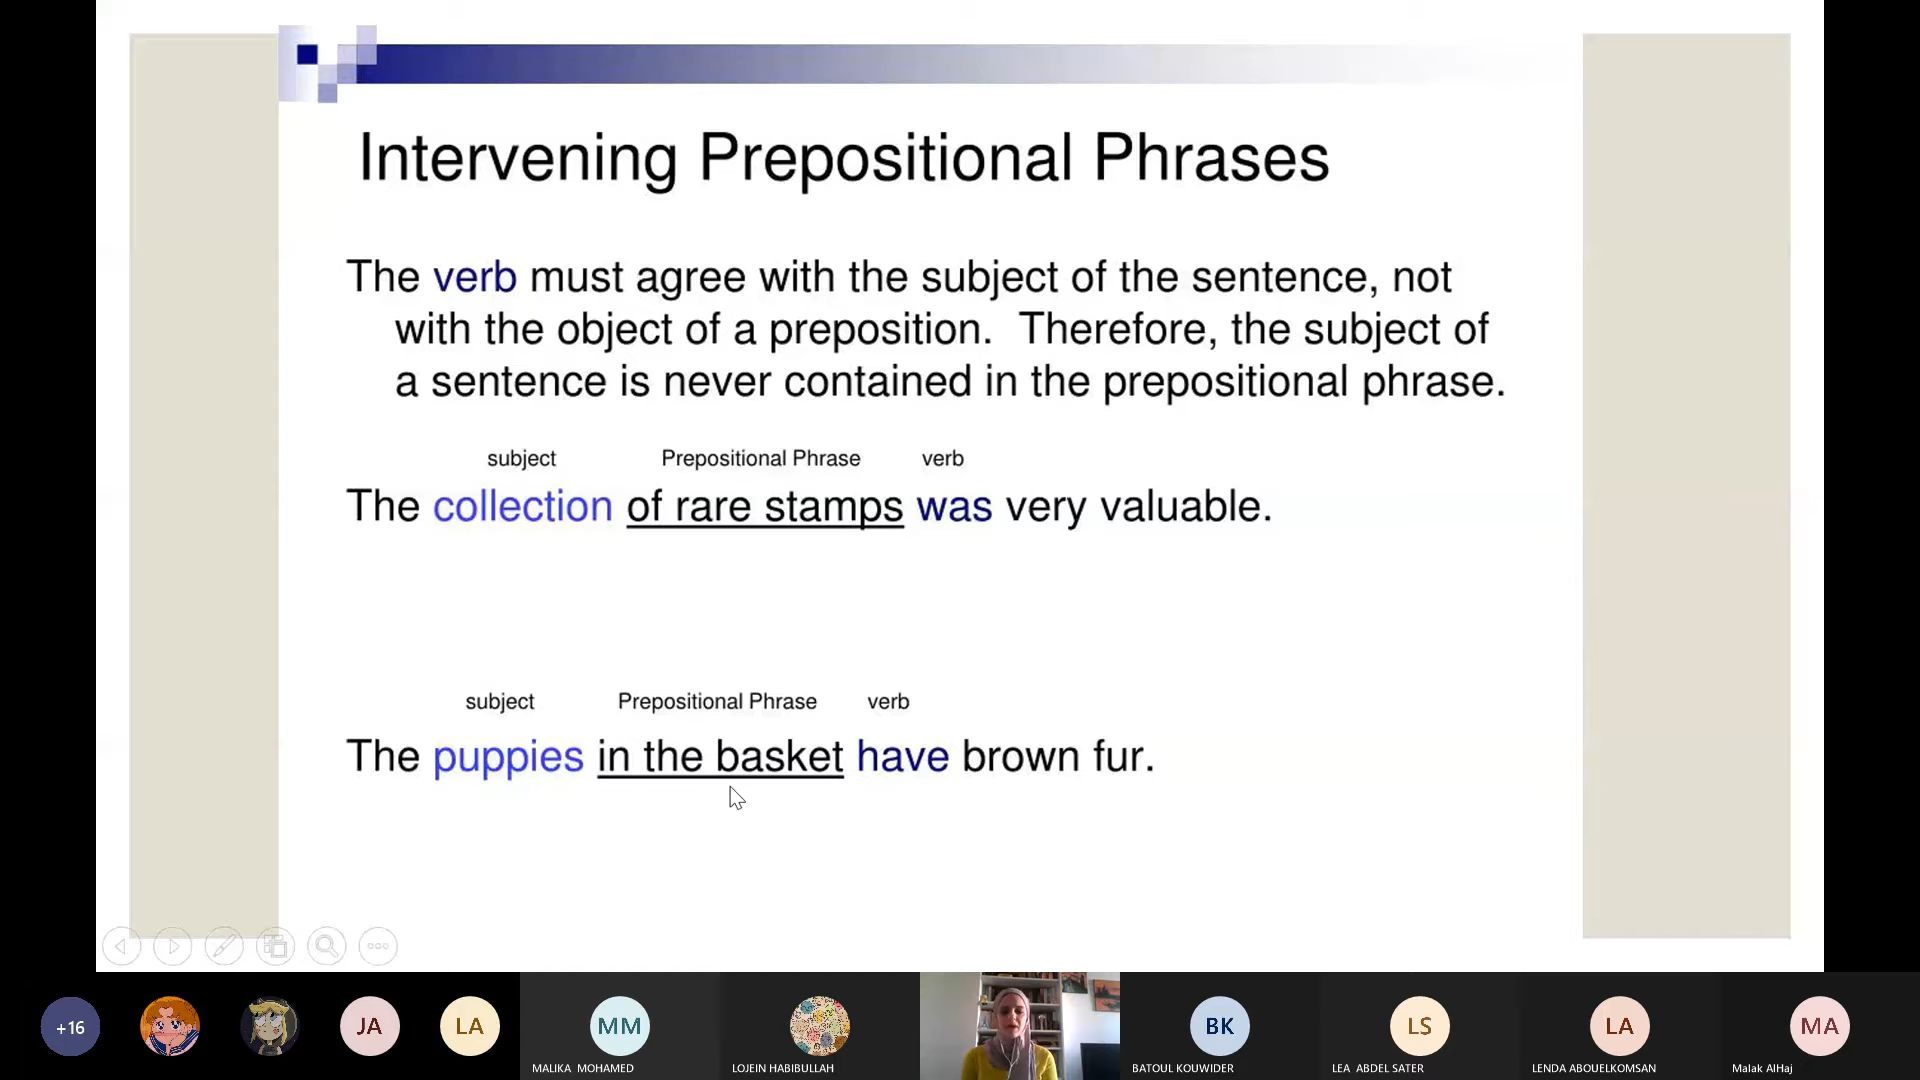 Intervening Prepositional Phrases
The verb must agree with the subject of the sentence, not
with the object of a preposition. Therefore, the subject of
a sentence is never contained in the prepositional phrase.
subject Prepositional Phrase verb
The collection of rare stamps was very valuable.
subject Prepositional Phrase verb
The puppies in the basket have brown fur.
+16
JA
LA
MM
BK
LS
LA
MA
MALIKA MOHAMED
LOJEIN HABIBULLAH
BATOUL KOUWIDER
LEA ABDEL SATER
LENDA ABOUELKOMSAN
Malak AlHaj